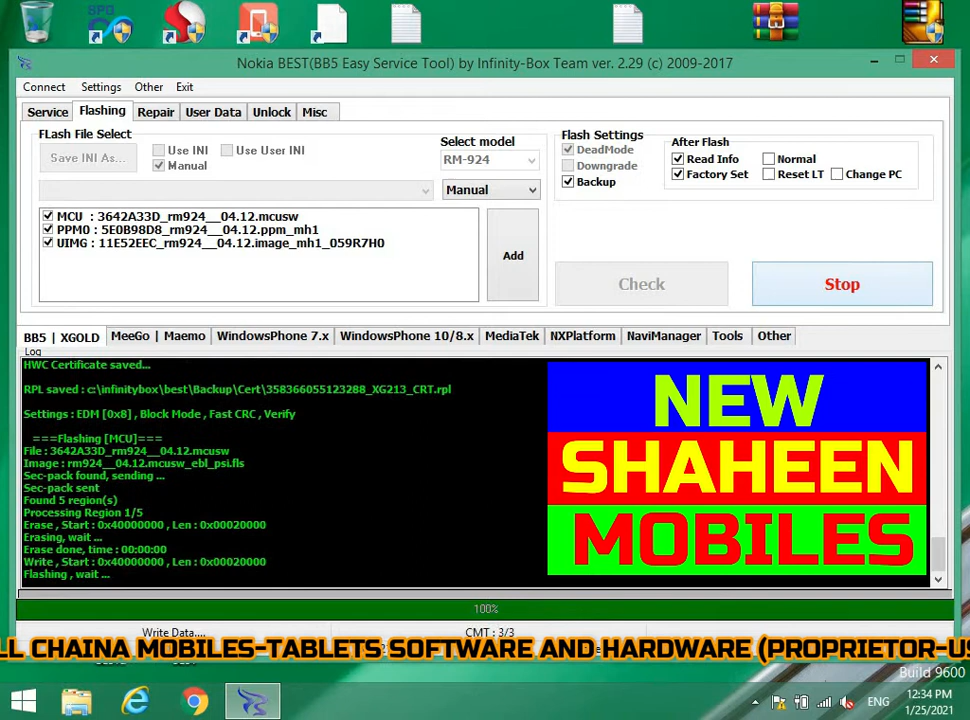 SPD
Nokia BEST(BB5 Easy Service Tool) by Infinity-Box Team ver. 2.29 (c) 2009-2017
Connect Settings Other Exit
Service Flashing Repair User Data Unlock Misc
FLash File Select
Save INI As...
Use INI Use User INI
Manual
Select model
RM-924
Manual
Flash Settings
DeadMode
Downgrade
Backup
After Flash
Read Info Normal
Factory Set Reset LT Change PC
MCU : 3642A33D_rm924__04.12.mcusw
PPM0 : 5E0B98D8_rm924__04.12.ppm_mh1
UIMG : 11E52EEC_rm924__04.12.image_mh1_059R7H0
Add
Check
Stop
BB5 | XGOLD MeeGo | Maemo WindowsPhone 7.x WindowsPhone 10/8.x MediaTek NXPlatform NaviManager Tools Other
Log
HWC Certificate saved...
RPL saved : c:\infinitybox\best\Backup\Cert\358366055123288_XG213_CRT.rpl
Settings : EDM [0x8] , Block Mode , Fast CRC , Verify
===Flashing [MCU]===
File : 3642A33D_rm924__04.12.mcusw
Image : rm924__04.12.mcusw_ebl_psi.fls
Sec-pack found, sending ...
Sec-pack sent
Found 5 region(s)
Processing Region 1/5
Erase , Start : 0x40000000 , Len : 0x00020000
Erasing, wait ...
Erase done, time : 00:00:00
Write , Start : 0x40000000 , Len : 0x00020000
Flashing , wait ...
NEW
SHAHEEN
MOBILES
100%
Write Data.... CMT : 3/3
LL CHAINA MOBILES-TABLETS SOFTWARE AND HARDWARE (PROPRIETOR-US
Build 9600
ENG
12:34 PM
1/25/2021